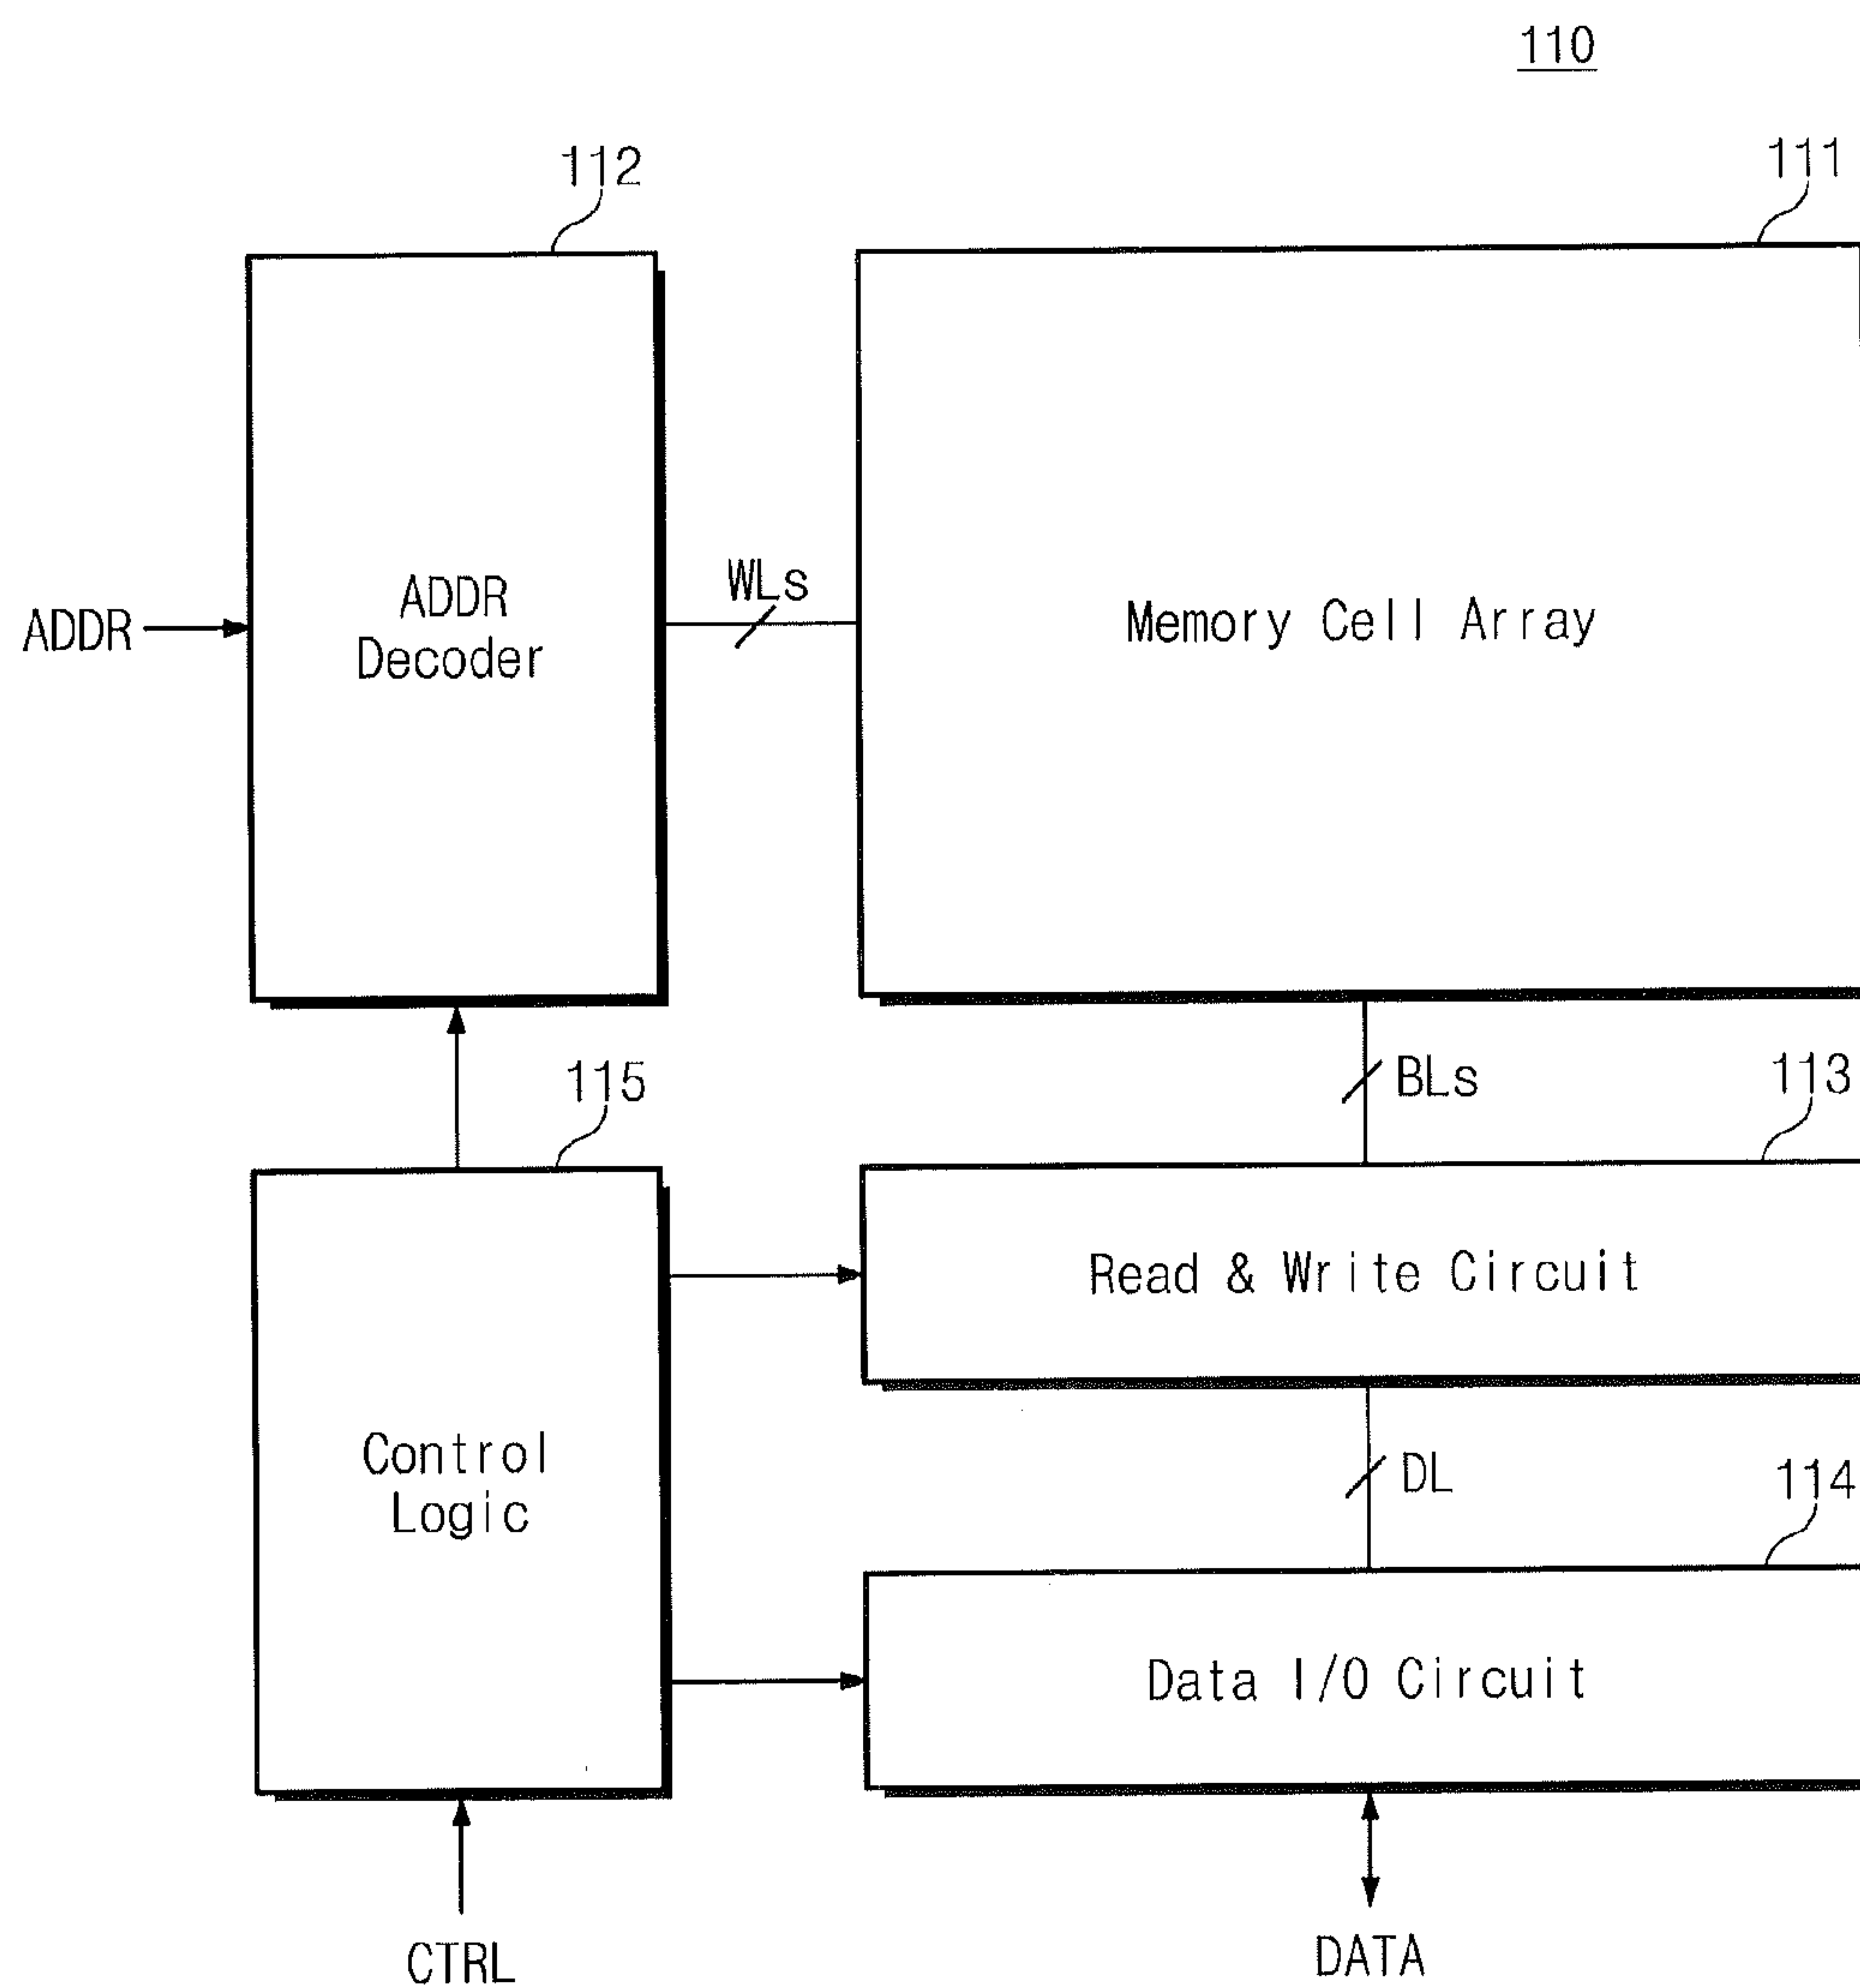 110
112
111
ADDR
ADDR
Decoder
WLs
Memory Cell Array
115
BLs
113
Read & Write Circuit
Control
Logic
DL
114
Data I/O Circuit
CTRL
DATA